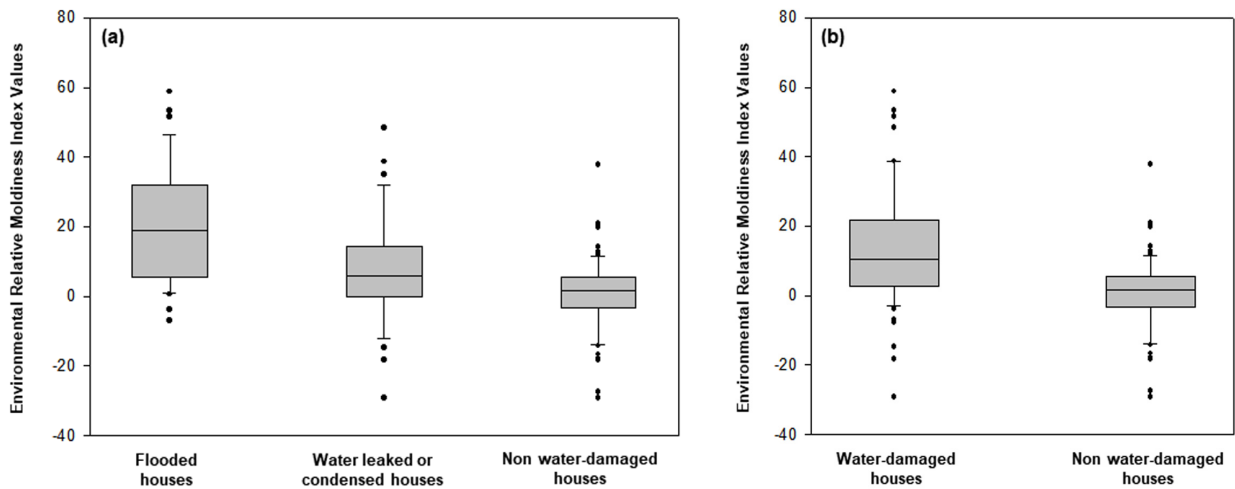 (a)
Environmental Relative Moldiness Index Values
80
60
40
20
0
-20
-40
Flooded
houses
Water leaked or
condensed houses
Non water-damaged
houses
(b)
Environmental Relative Moldiness Index Values
80
60
40
20
0
-20
-40
Water-damaged
houses
Non water-damaged
houses